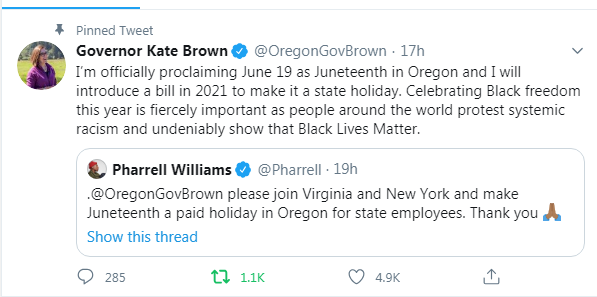 Pinned Tweet
Governor Kate Brown @OregonGovBrown · 17h
I'm officially proclaiming June 19 as Juneteenth in Oregon and I will
introduce a bill in 2021 to make it a state holiday. Celebrating Black freedom
this year is fiercely important as people around the world protest systemic
racism and undeniably show that Black Lives Matter.
Pharrell Williams @Pharrell · 19h
.@OregonGovBrown please join Virginia and New York and make
Juneteenth a paid holiday in Oregon for state employees. Thank you 🙏🏾
Show this thread
285 1.1K 4.9K